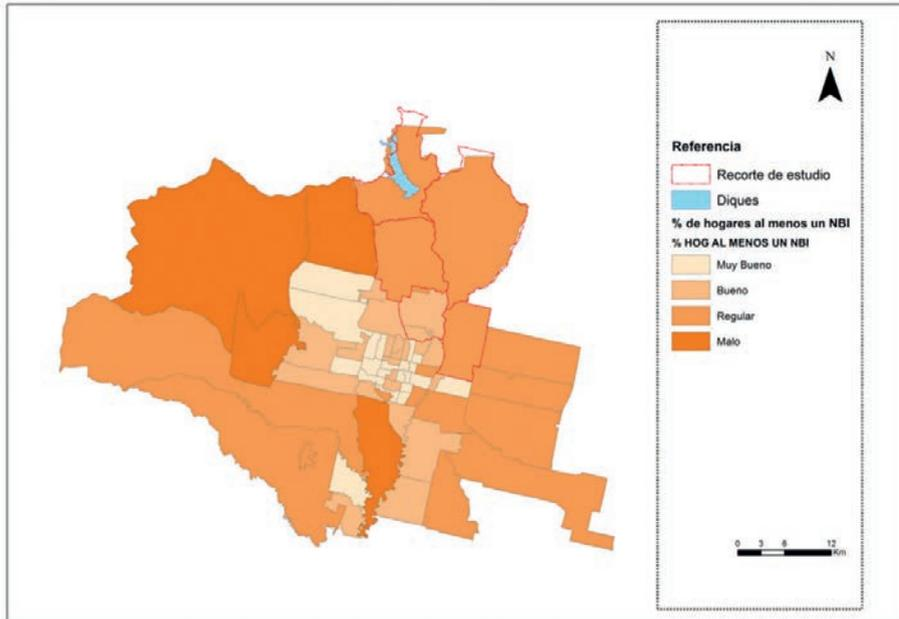 N
Referencia
Recorte de estudio
Diques
% de hogares al menos un NBI
% HOG AL MENOS UN NBI
Muy Bueno
Bueno
Regular
Malo
0 3 6 12
Km